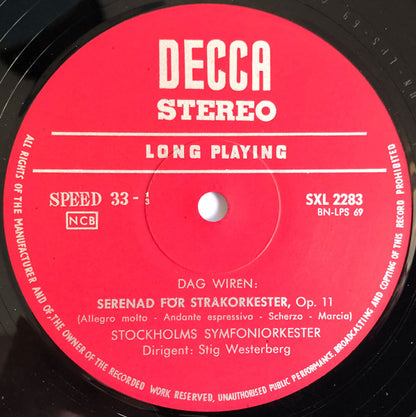 DECCA
STEREO
LONG PLAYING
SPEED 33-1/3
NCB
SXL 2283
BN-LPS 69
DAG WIREN:
SERENAD FÖR STRÅKORKESTER, Op. 11
(Allegro molto - Andante espressivo - Scherzo - Marcia)
STOCKHOLMS SYMFONIORKESTER
Dirigent: Stig Westerberg
ALL RIGHTS OF THE MANUFACTURER AND OF THE OWNER OF THE RECORDED WORK RESERVED, UNAUTHORISED PUBLIC PERFORMANCE BROADCASTING AND COPYING OF THIS RECORD PROHIBITED